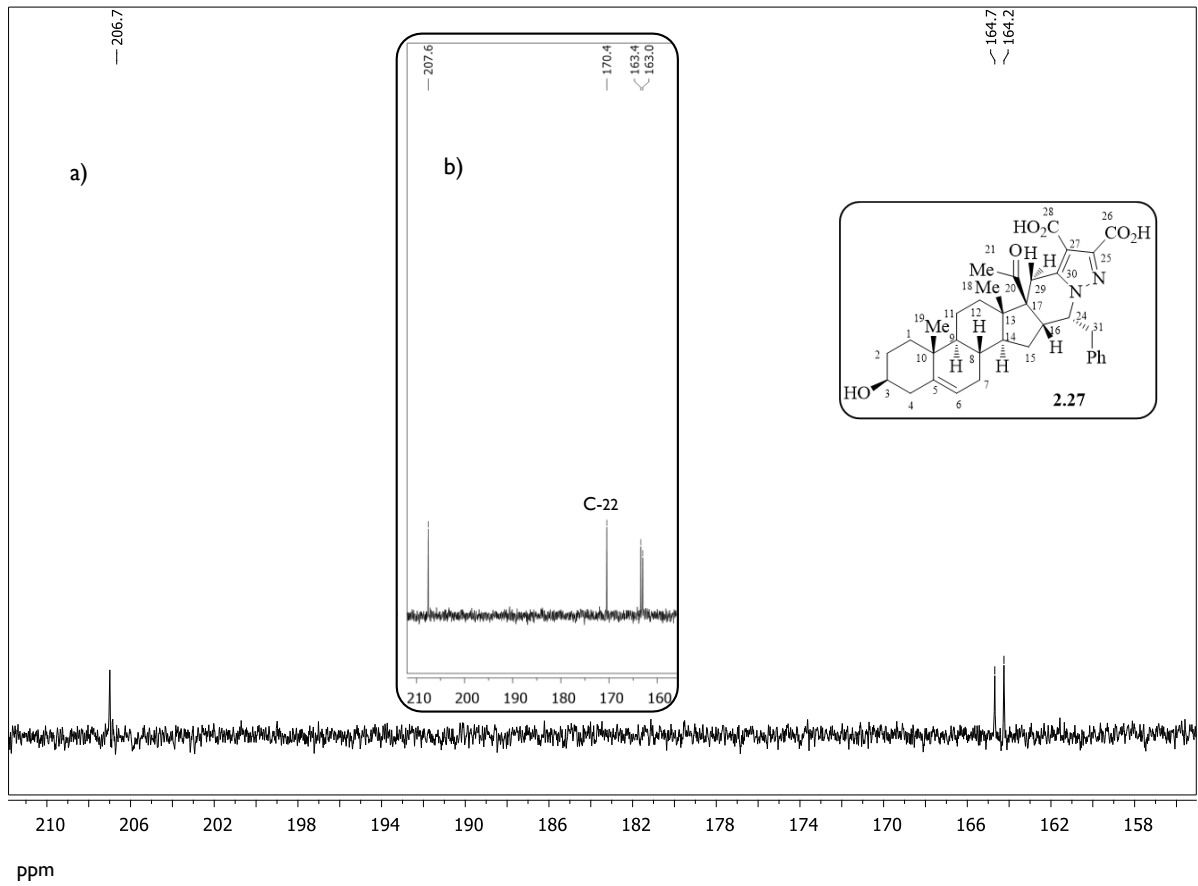 206.7
164.7
164.2
a)
207.6
170.4
163.4
163.0
b)
C-22
210 200 190 180 170 160
28
26
HO2C
CO2H
21
O
H
H
27
25
Me
18
20
29
30
N
N
Me
17
24
31
19
11
12
13
16
Me
H
H
1
9
14
15
Ph
2
10
8
H
H
HO
3
5
7
4
6
2.27
210 206 202 198 194 190 186 182 178 174 170 166 162 158
ppm